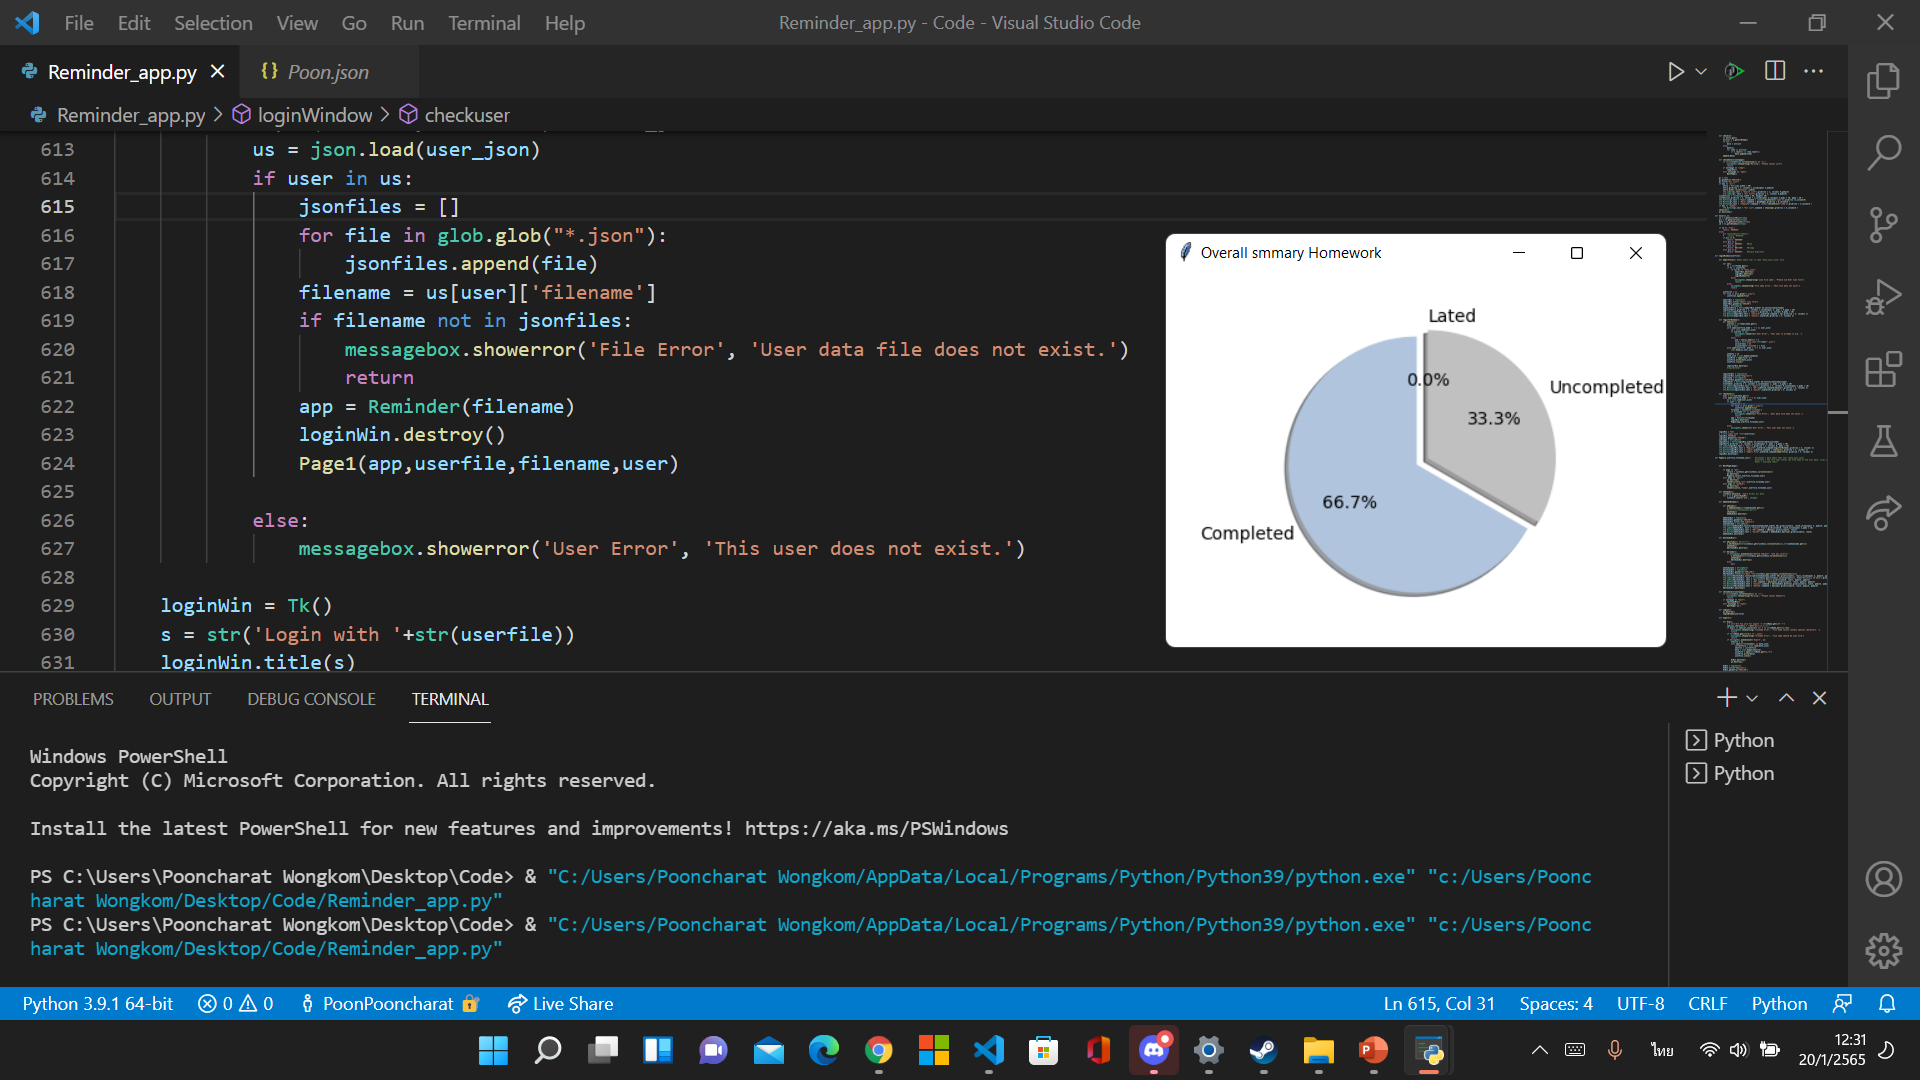 File Edit Selection View Go Run Terminal Help
Reminder_app.py - Code - Visual Studio Code
Reminder_app.py
{} Poon.json
Reminder_app.py > loginWindow > checkuser
613 us = json.load(user_json)
614 if user in us:
615 jsonfiles = []
616 for file in glob.glob("*.json"):
617 jsonfiles.append(file)
618 filename = us[user]['filename']
619 if filename not in jsonfiles:
620 messagebox.showerror('File Error', 'User data file does not exist.')
621 return
622 app = Reminder(filename)
623 loginWin.destroy()
624 Page1(app,userfile,filename,user)
625
626 else:
627 messagebox.showerror('User Error', 'This user does not exist.')
628
629 loginWin = Tk()
630 s = str('Login with '+str(userfile))
631 loginWin.title(s)
Overall smmary Homework
Lated
0.0%
Uncompleted
33.3%
66.7%
Completed
PROBLEMS OUTPUT DEBUG CONSOLE TERMINAL
Python
Python
Windows PowerShell
Copyright (C) Microsoft Corporation. All rights reserved.
Install the latest PowerShell for new features and improvements! https://aka.ms/PSWindows
PS C:\Users\Pooncharat Wongkom\Desktop\Code> & "C:/Users/Pooncharat Wongkom/AppData/Local/Programs/Python/Python39/python.exe" "c:/Users/Poonc
harat Wongkom/Desktop/Code/Reminder_app.py"
PS C:\Users\Pooncharat Wongkom\Desktop\Code> & "C:/Users/Pooncharat Wongkom/AppData/Local/Programs/Python/Python39/python.exe" "c:/Users/Poonc
harat Wongkom/Desktop/Code/Reminder_app.py"
Python 3.9.1 64-bit 0 0 PoonPooncharat Live Share
Ln 615, Col 31 Spaces: 4 UTF-8 CRLF Python
ไทย
12:31
20/1/2565